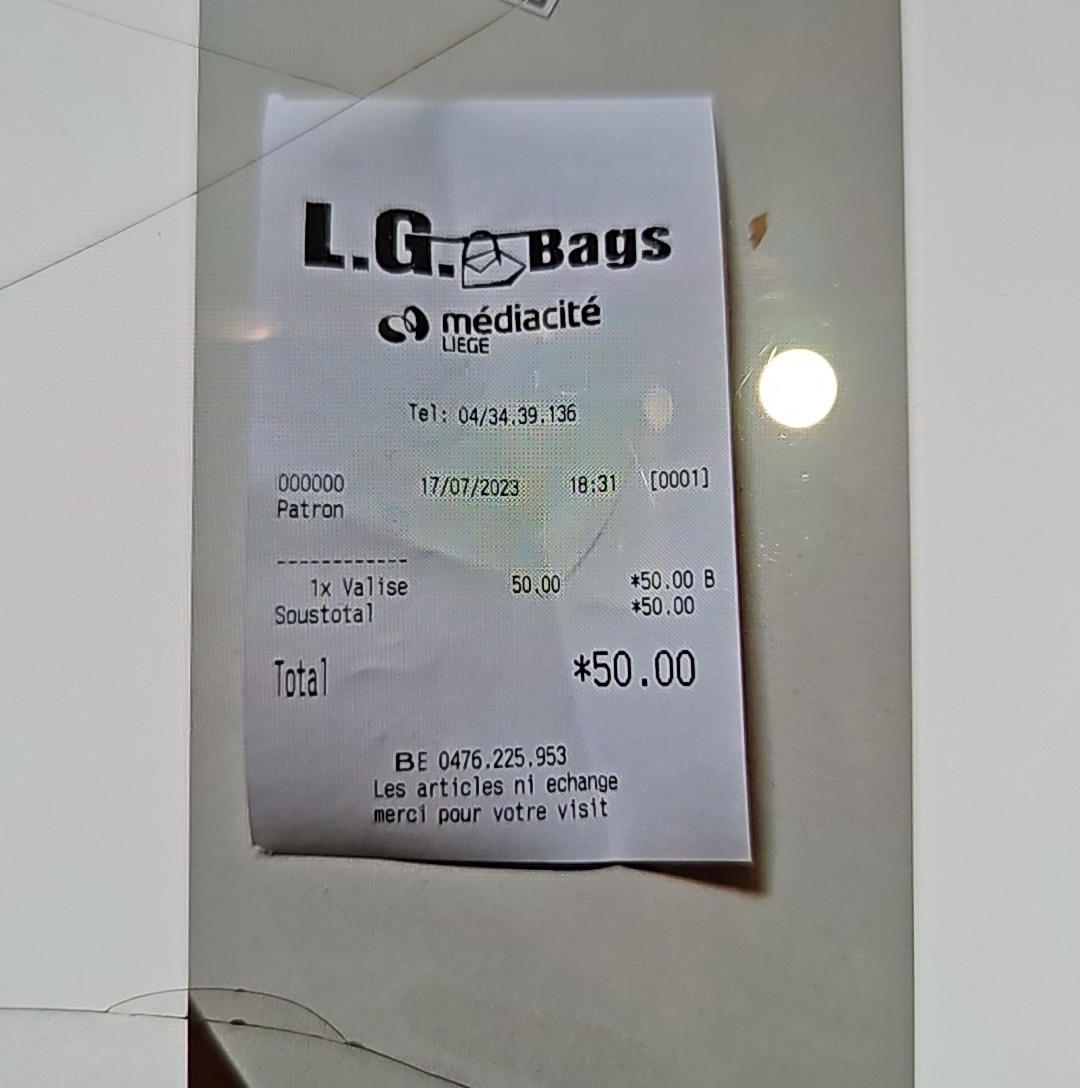 L.G. Bags
médiacité
LIEGE
Tel: 04/34.39.136
000000 17/07/2023 18:31 [0001]
Patron
------------
1x Valise 50.00 *50.00 B
Soustotal *50.00
Total *50.00
BE 0476.225.953
Les articles ni echange
merci pour votre visit